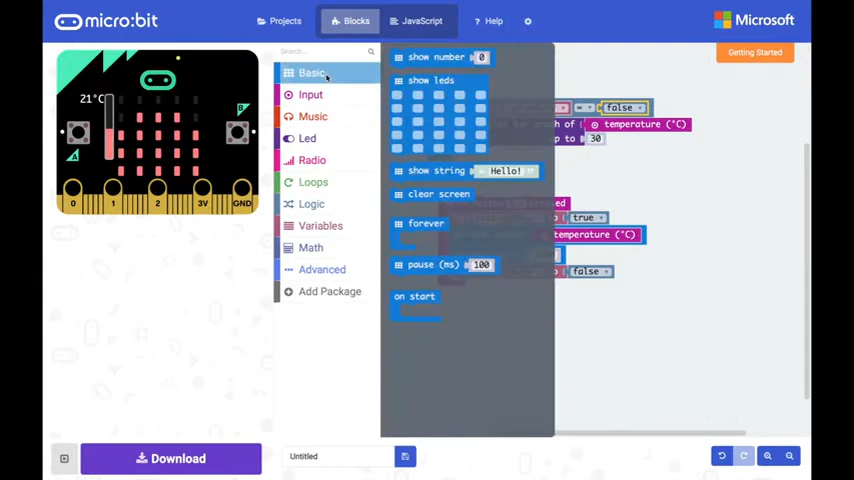 micro:bit
Projects
Blocks
JavaScript
Help
Microsoft
Getting Started
Search...
Basic
Input
Music
Led
Radio
Loops
Logic
Variables
Math
Advanced
Add Package
show number 0
show leds
show string " Hello! "
clear screen
forever
pause (ms) 100
on start
= false
temperature (°C)
up to 30
true
temperature (°C)
false
21°C
A
B
0 1 2 3V GND
Download
Untitled